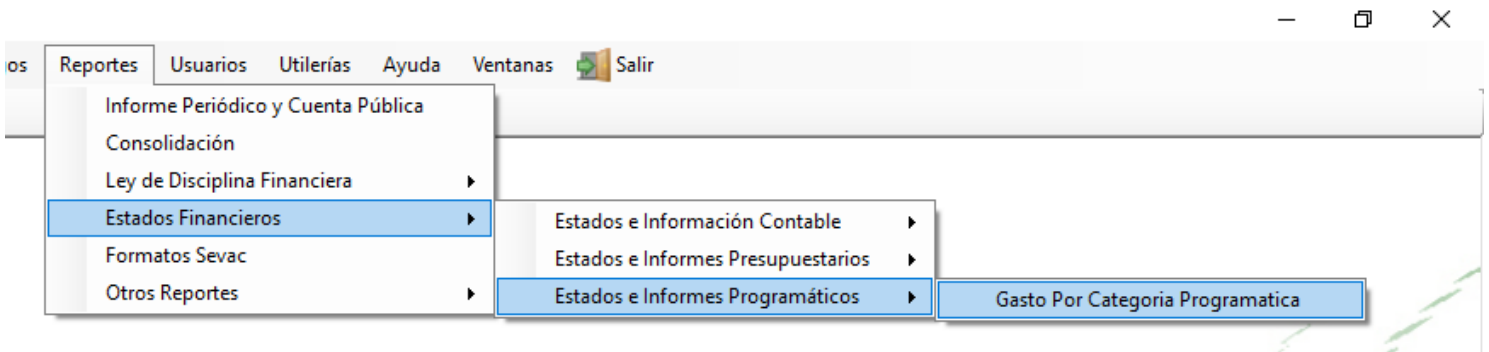 os Reportes Usuarios Utilerías Ayuda Ventanas Salir
Informe Periódico y Cuenta Pública
Consolidación
Ley de Disciplina Financiera
Estados Financieros
Estados e Información Contable
Formatos Sevac
Estados e Informes Presupuestarios
Otros Reportes
Estados e Informes Programáticos
Gasto Por Categoria Programatica